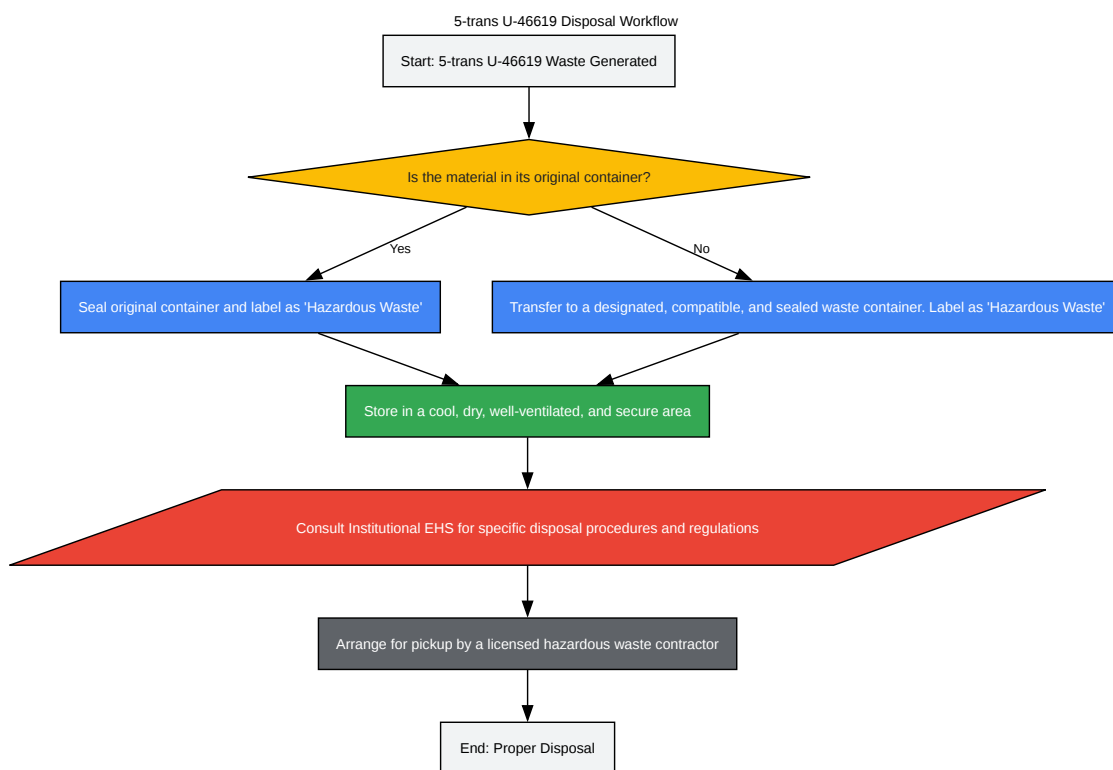 5-trans U-46619 Disposal Workflow
Start: 5-trans U-46619 Waste Generated
Is the material in its original container?
Yes
No
Seal original container and label as 'Hazardous Waste'
Transfer to a designated, compatible, and sealed waste container. Label as 'Hazardous Waste'
Store in a cool, dry, well-ventilated, and secure area
Consult Institutional EHS for specific disposal procedures and regulations
Arrange for pickup by a licensed hazardous waste contractor
End: Proper Disposal